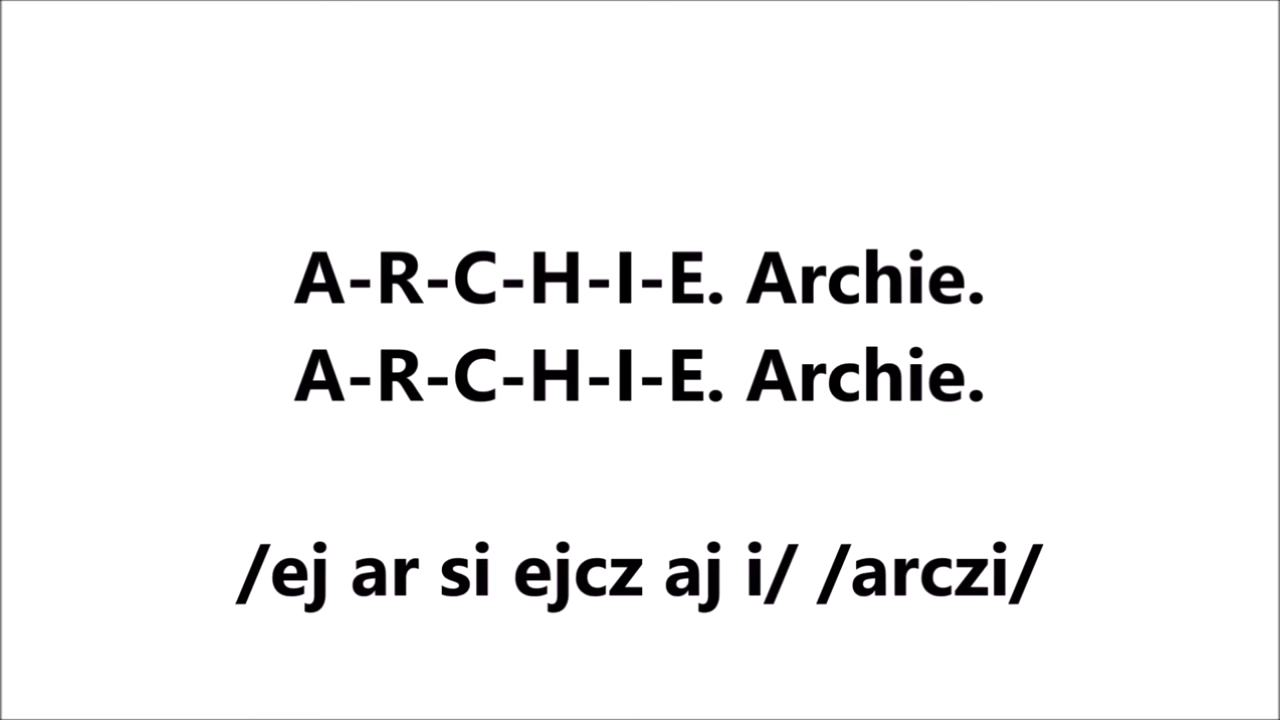 A-R-C-H-I-E. Archie.
A-R-C-H-I-E. Archie.
/ej ar si ejcz aj i/ /arczi/